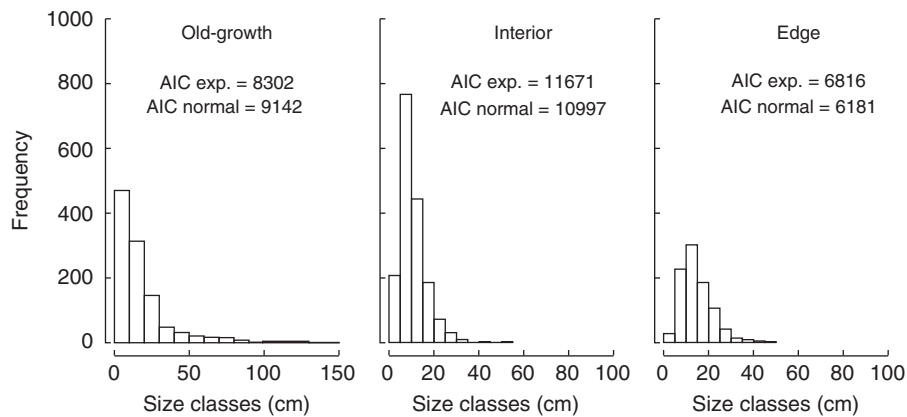 1000
800
600
400
200
0
Frequency
Old-growth
AIC exp. = 8302
AIC normal = 9142
0 50 100 150
Size classes (cm)
Interior
AIC exp. = 11671
AIC normal = 10997
0 20 40 60 80 100
Size classes (cm)
Edge
AIC exp. = 6816
AIC normal = 6181
0 20 40 60 80 100
Size classes (cm)